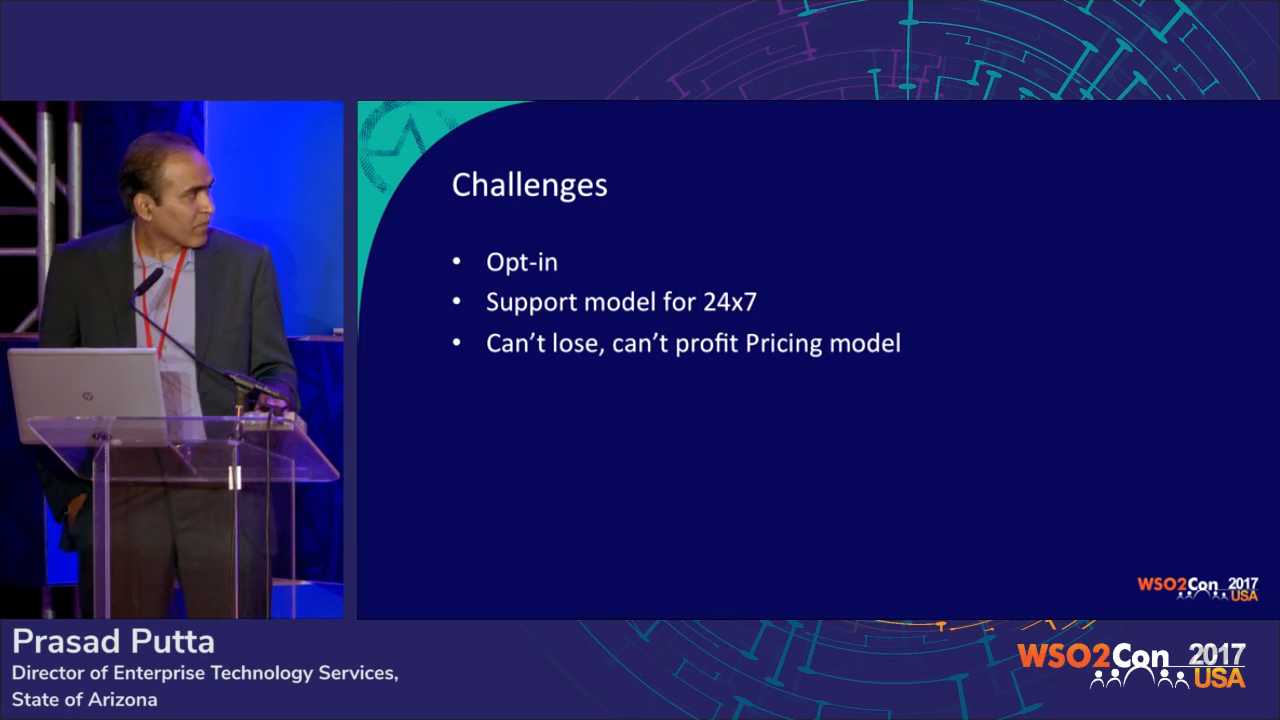 Challenges
• Opt-in
• Support model for 24x7
• Can't lose, can't profit Pricing model
WSO2Con 2017
USA
Prasad Putta
Director of Enterprise Technology Services,
State of Arizona
WSO2Con 2017
USA
hp